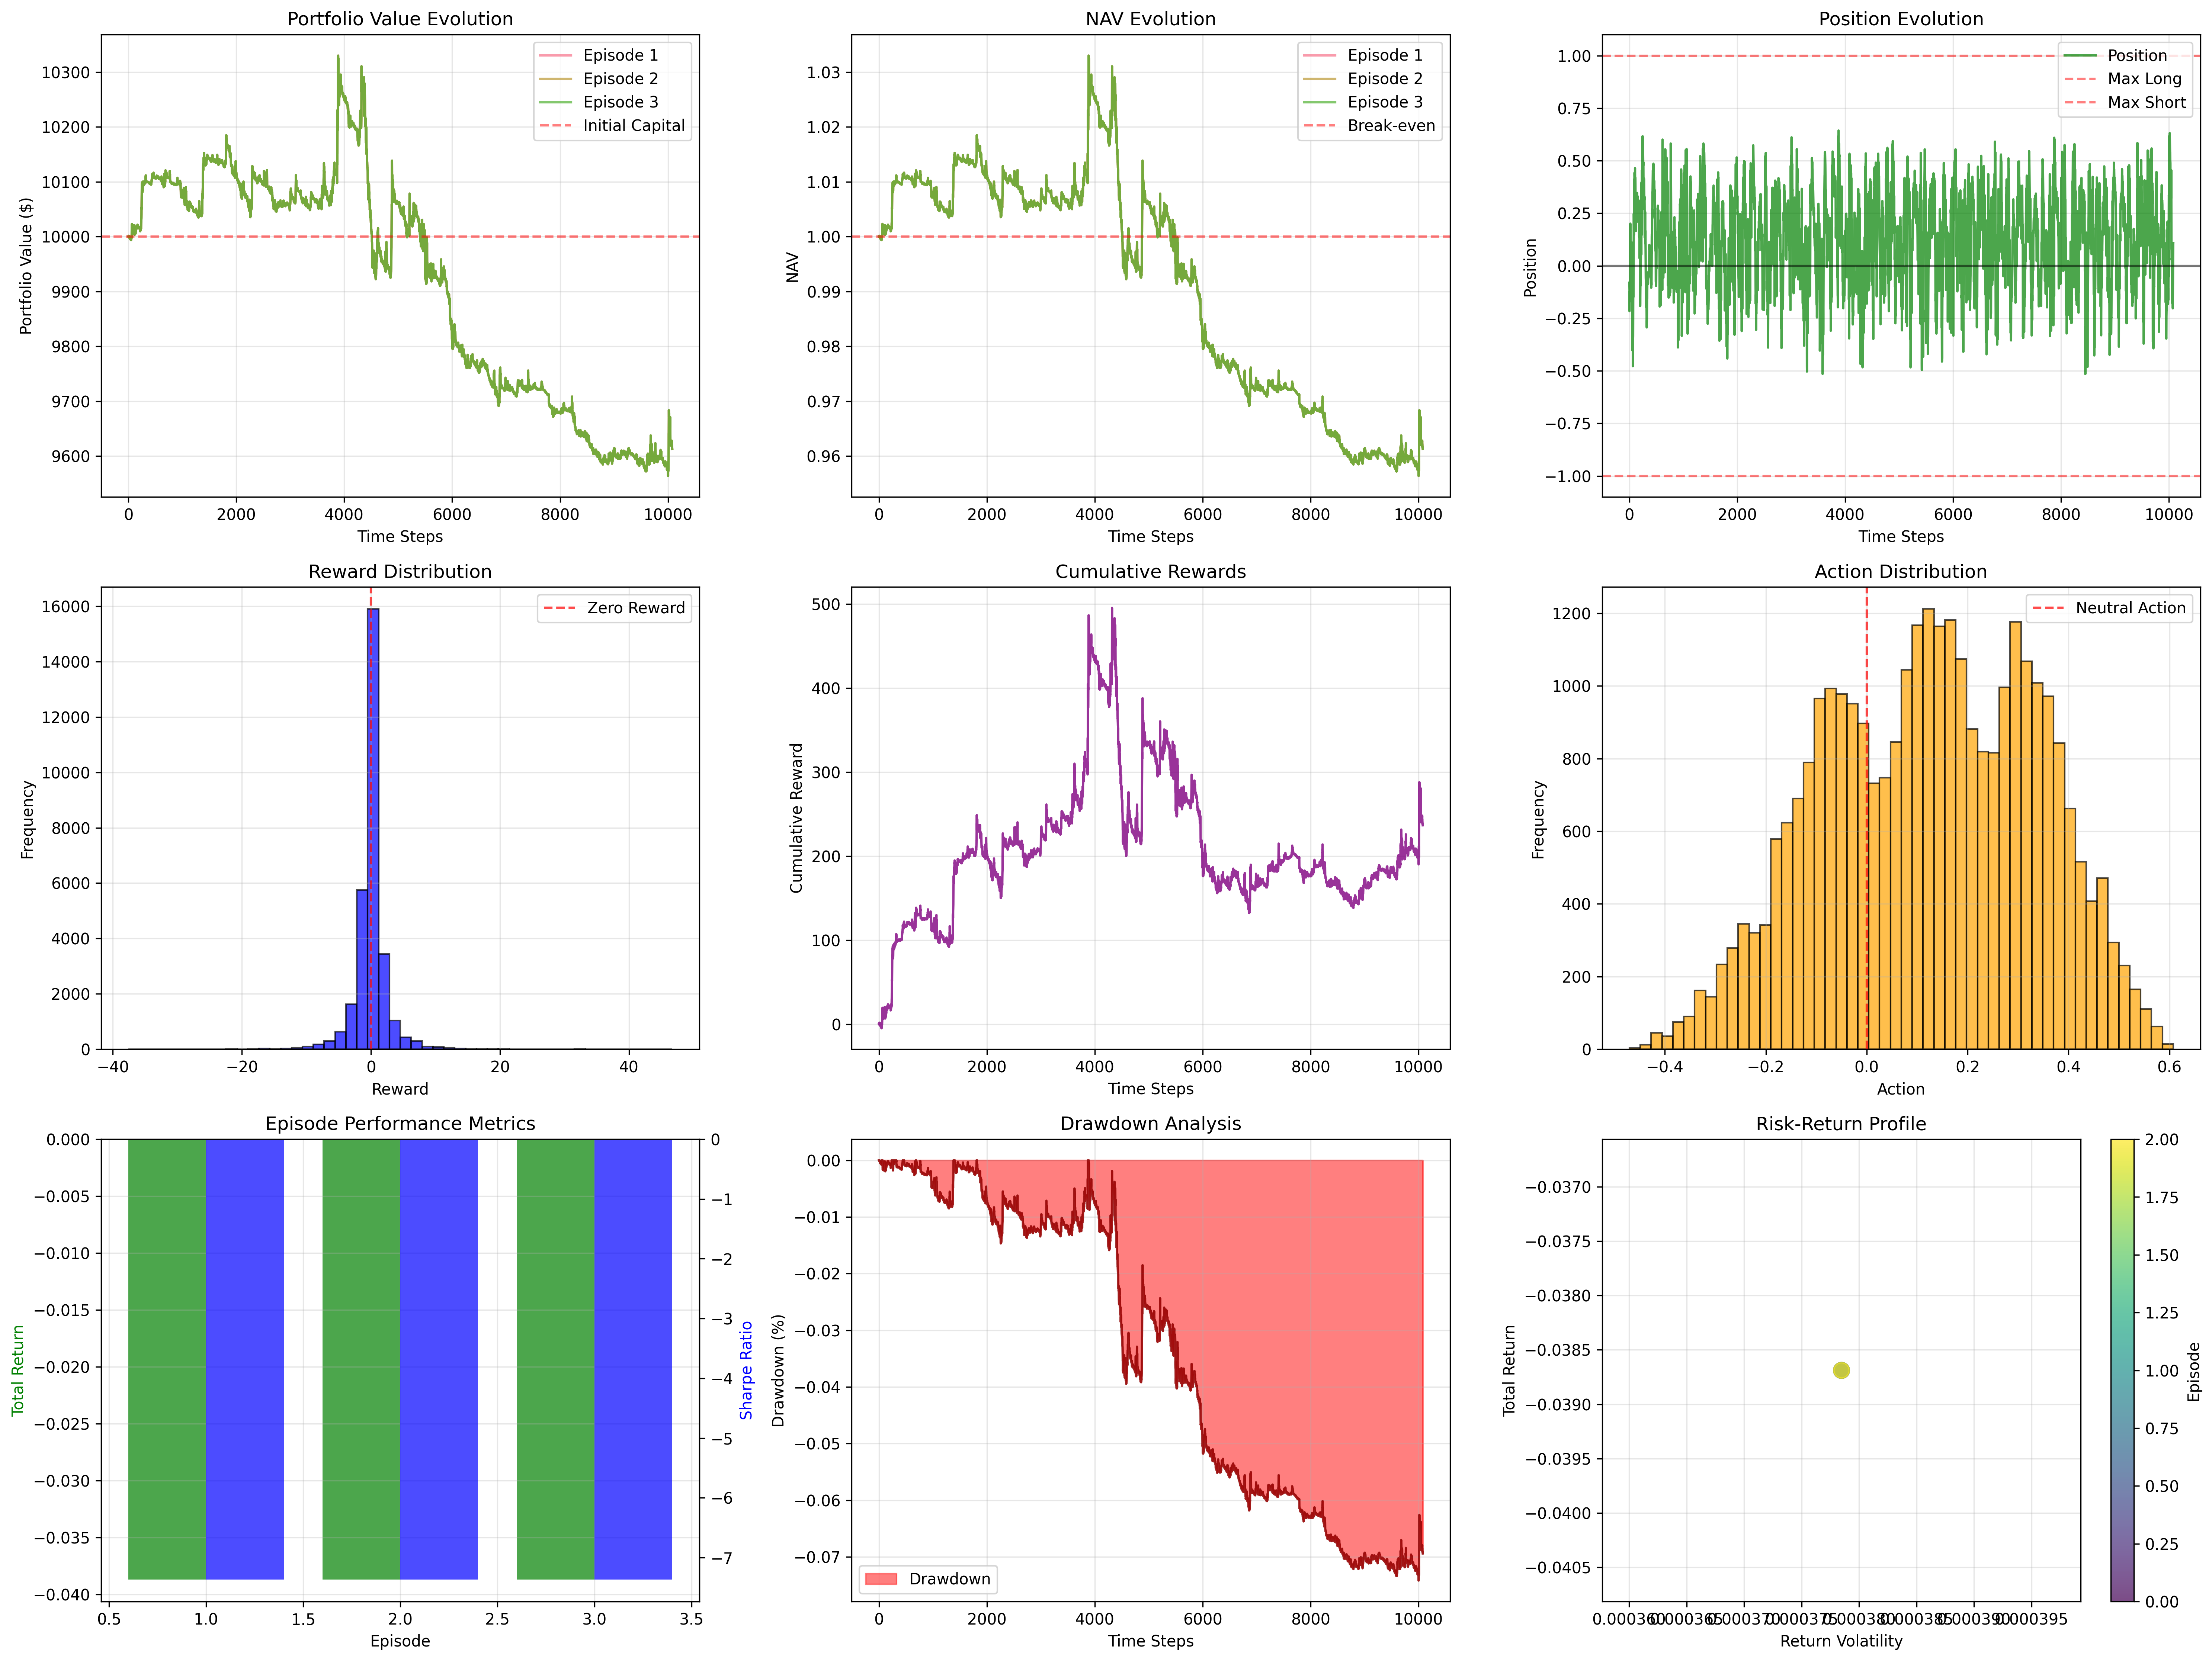 Portfolio Value Evolution
Portfolio Value ($)
10300
10200
10100
10000
9900
9800
9700
9600
Episode 1
Episode 2
Episode 3
Initial Capital
0 2000 4000 6000 8000 10000
Time Steps
NAV Evolution
NAV
1.03
1.02
1.01
1.00
0.99
0.98
0.97
0.96
Episode 1
Episode 2
Episode 3
Break-even
0 2000 4000 6000 8000 10000
Time Steps
Position Evolution
Position
1.00
0.75
0.50
0.25
0.00
−0.25
−0.50
−0.75
−1.00
Position
Max Long
Max Short
0 2000 4000 6000 8000 10000
Time Steps
Reward Distribution
Frequency
16000
14000
12000
10000
8000
6000
4000
2000
0
Zero Reward
−40 −20 0 20 40
Reward
Cumulative Rewards
Cumulative Reward
500
400
300
200
100
0
0 2000 4000 6000 8000 10000
Time Steps
Action Distribution
Frequency
1200
1000
800
600
400
200
0
Neutral Action
−0.4 −0.2 0.0 0.2 0.4 0.6
Action
Episode Performance Metrics
Total Return
0.000
−0.005
−0.010
−0.015
−0.020
−0.025
−0.030
−0.035
−0.040
0
−1
−2
−3
−4
−5
−6
−7
Sharpe Ratio
0.5 1.0 1.5 2.0 2.5 3.0 3.5
Episode
Drawdown Analysis
Drawdown (%)
0.00
−0.01
−0.02
−0.03
−0.04
−0.05
−0.06
−0.07
Drawdown
0 2000 4000 6000 8000 10000
Time Steps
Risk-Return Profile
Total Return
−0.0370
−0.0375
−0.0380
−0.0385
−0.0390
−0.0395
−0.0400
−0.0405
Return Volatility
2.00
1.75
1.50
1.25
1.00
0.75
0.50
0.25
0.00
Episode